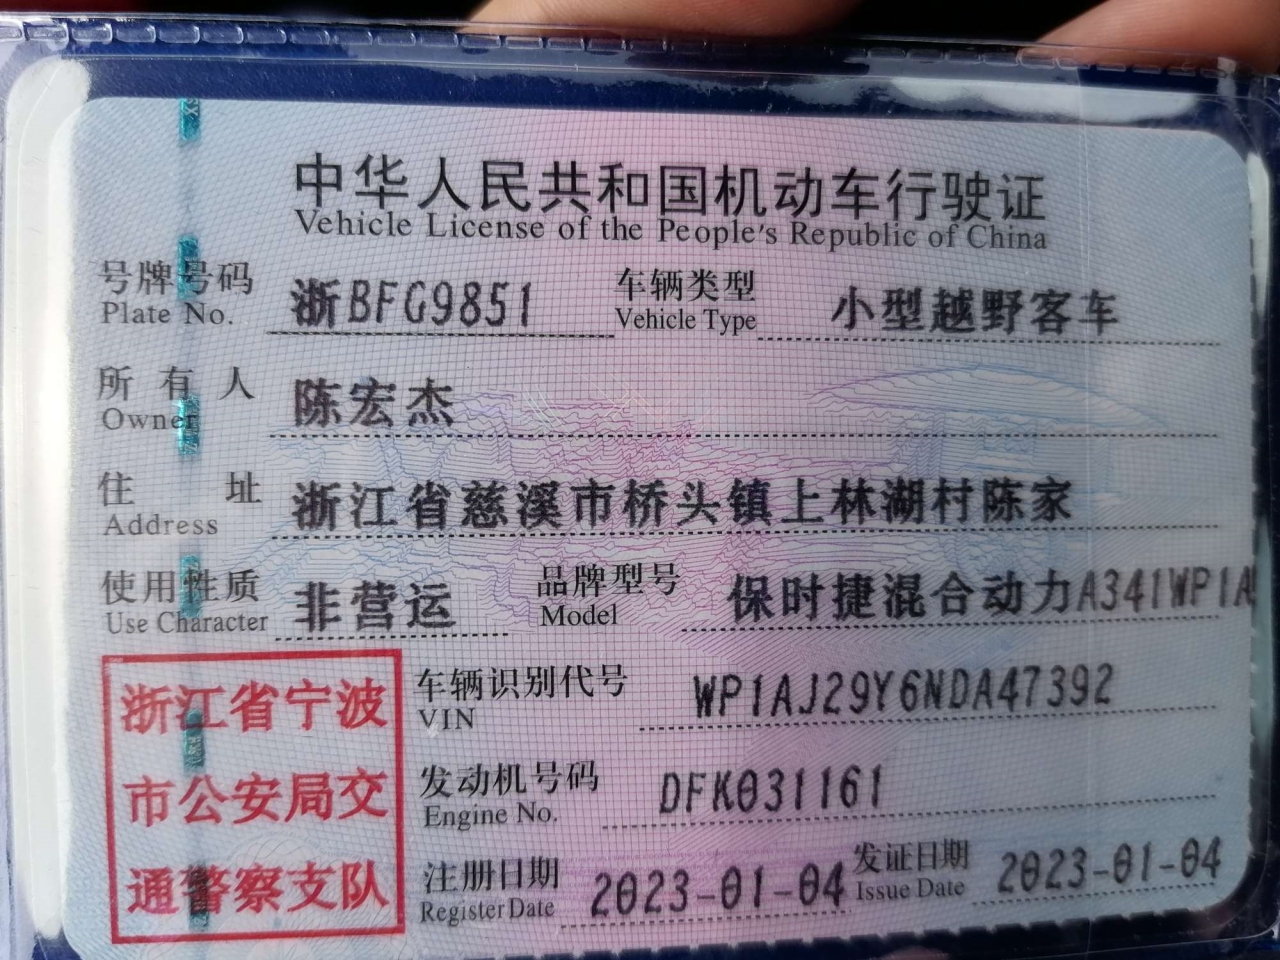 中华人民共和国机动车行驶证
Vehicle License of the People's Republic of China
号牌号码 浙BFG9851 车辆类型 小型越野客车
Plate No. Vehicle Type
所有人 陈宏杰
Owner
住址 浙江省慈溪市桥头镇上林湖村陈家
Address
使用性质 非营运 品牌型号 保时捷混合动力A341WP1A
Use Character Model
浙江省宁波
市公安局交
通警察支队
车辆识别代号 WP1AJ29Y6NDA47392
VIN
发动机号码 DFK031161
Engine No.
注册日期 2023-01-04 发证日期 2023-01-04
Register Date Issue Date